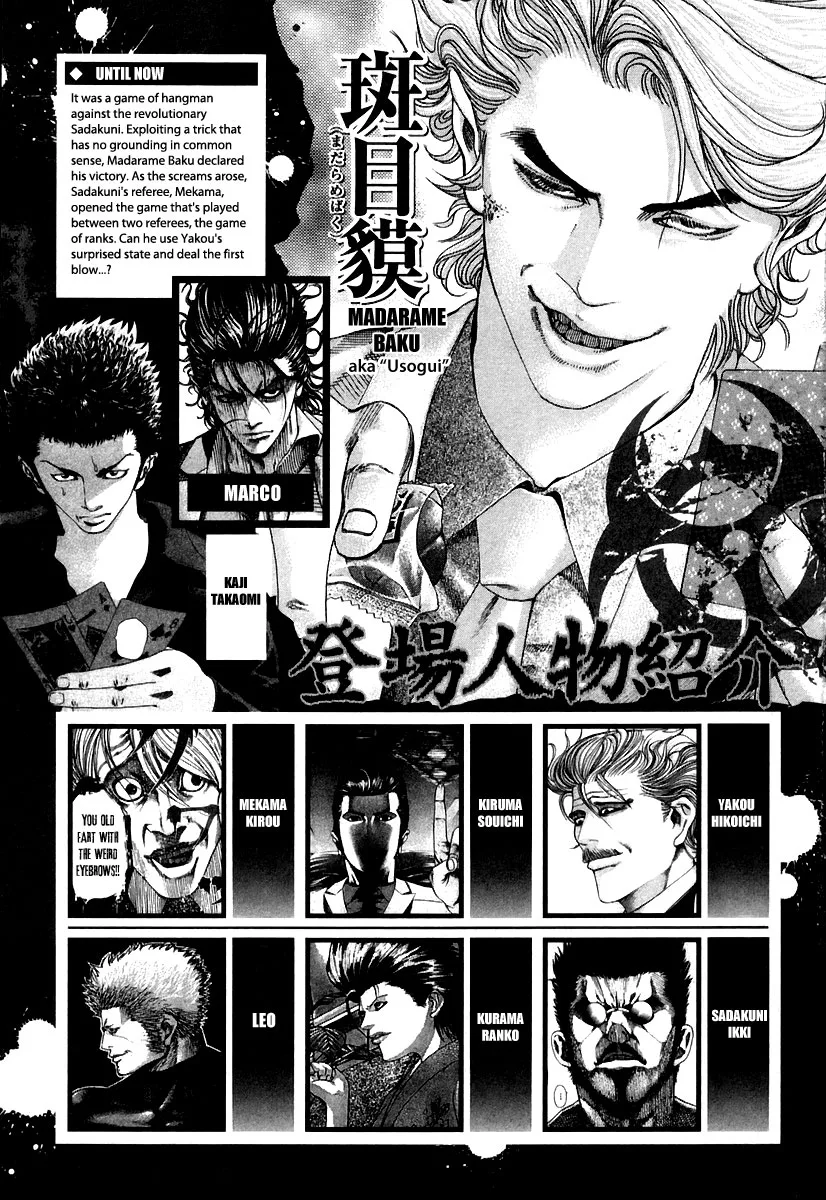 ◆ UNTIL NOW
It was a game of hangman
against the revolutionary
Sadakuni. Exploiting a trick that
has no grounding in common
sense, Madarame Baku declared
his victory. As the screams arose,
Sadakuni's referee, Mekama,
opened the game that's played
between two referees, the game
of ranks. Can he use Yakou's
surprised state and deal the first
blow...?
斑目貘
(まだらめばく)
MADARAME
BAKU
aka "Usogui"
MARCO
KAJI
TAKAOMI
登場人物紹介
YOU OLD
FART WITH
THE WEIRD
EYEBROWS!!
MEKAMA
KIROU
KIRUMA
SOUICHI
YAKOU
HIKOICHI
LEO
KURAMA
RANKO
SADAKUNI
IKKI